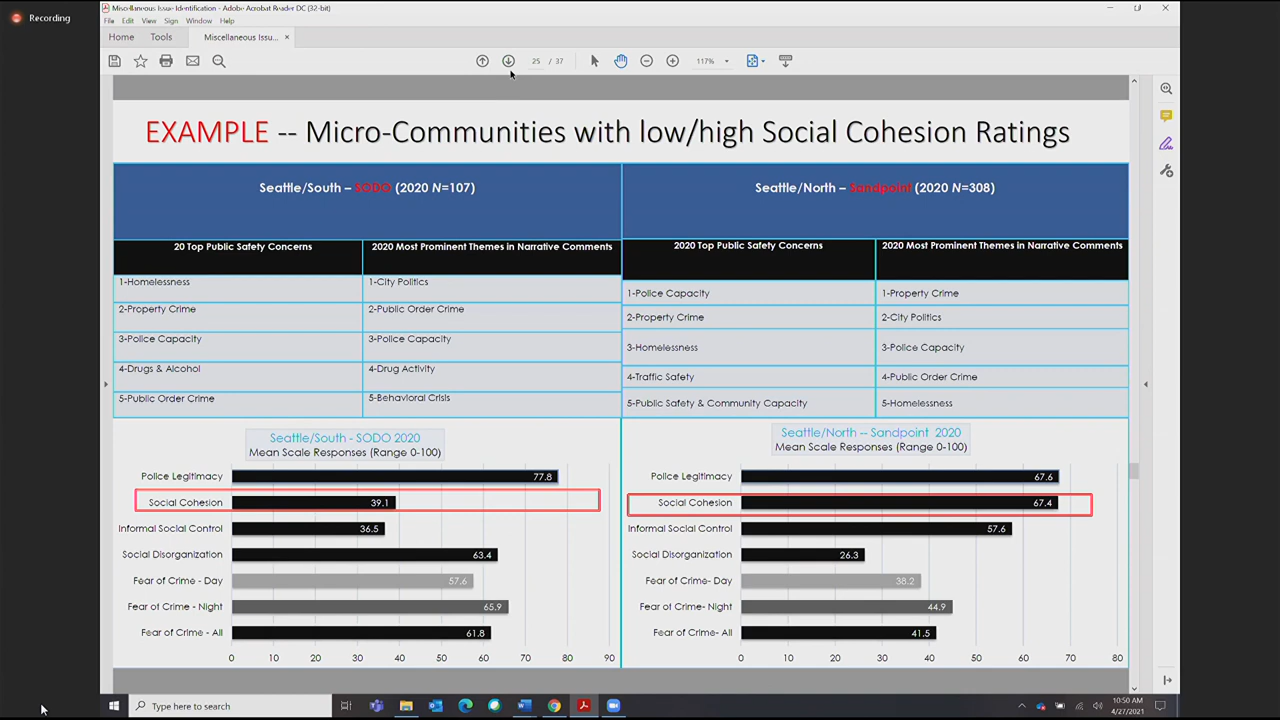 Recording
Miscellaneous Issue Identification - Adobe Acrobat Reader DC (32-bit)
File Edit View Sign Window Help
Home Tools Miscellaneous Issu... ×
25 / 37 117%
EXAMPLE -- Micro-Communities with low/high Social Cohesion Ratings
Seattle/South – SODO (2020 N=107)
20 Top Public Safety Concerns 2020 Most Prominent Themes in Narrative Comments
1-Homelessness 1-City Politics
2-Property Crime 2-Public Order Crime
3-Police Capacity 3-Police Capacity
4-Drugs & Alcohol 4-Drug Activity
5-Public Order Crime 5-Behavioral Crisis
Seattle/North – Sandpoint (2020 N=308)
2020 Top Public Safety Concerns 2020 Most Prominent Themes in Narrative Comments
1-Police Capacity 1-Property Crime
2-Property Crime 2-City Politics
3-Homelessness 3-Police Capacity
4-Traffic Safety 4-Public Order Crime
5-Public Safety & Community Capacity 5-Homelessness
Seattle/South - SODO 2020
Mean Scale Responses (Range 0-100)
Police Legitimacy 77.8
Social Cohesion 39.1
Informal Social Control 36.5
Social Disorganization 63.4
Fear of Crime - Day 57.6
Fear of Crime - Night 65.9
Fear of Crime - All 61.8
0 10 20 30 40 50 60 70 80 90
Seattle/North -- Sandpoint 2020
Mean Scale Responses (Range 0-100)
Police Legitimacy 67.6
Social Cohesion 67.4
Informal Social Control 57.6
Social Disorganization 26.3
Fear of Crime- Day 38.2
Fear of Crime- Night 44.9
Fear of Crime- All 41.5
0 10 20 30 40 50 60 70 80
Type here to search
10:50 AM
4/27/2021